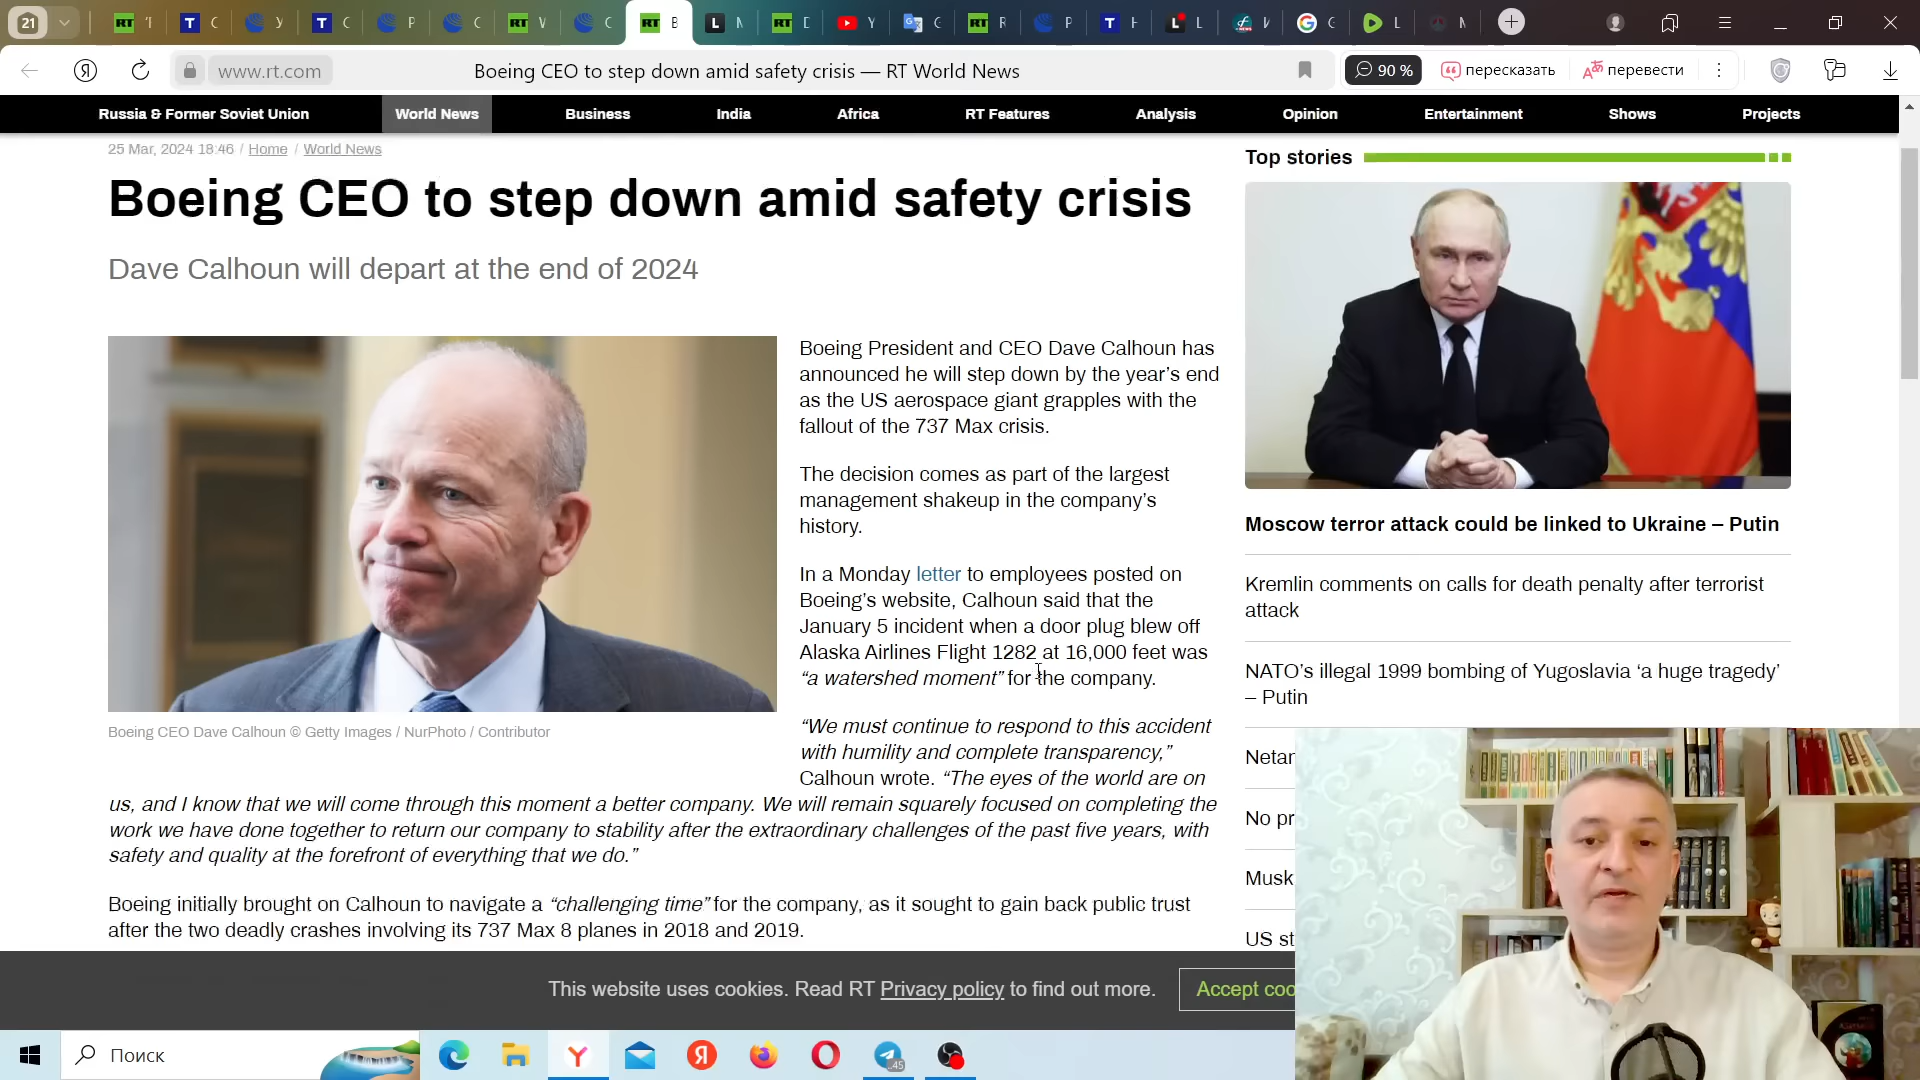 21
RT
T
T
RT
RT B
L
RT
RT
T
L
www.rt.com
Boeing CEO to step down amid safety crisis — RT World News
90 %
пересказать
перевести
Russia & Former Soviet Union
World News
Business
India
Africa
RT Features
Analysis
Opinion
Entertainment
Shows
Projects
25 Mar, 2024 18:46 / Home / World News
Boeing CEO to step down amid safety crisis
Dave Calhoun will depart at the end of 2024
Boeing CEO Dave Calhoun © Getty Images / NurPhoto / Contributor
Boeing President and CEO Dave Calhoun has
announced he will step down by the year's end
as the US aerospace giant grapples with the
fallout of the 737 Max crisis.
The decision comes as part of the largest
management shakeup in the company's
history.
In a Monday letter to employees posted on
Boeing's website, Calhoun said that the
January 5 incident when a door plug blew off
Alaska Airlines Flight 1282 at 16,000 feet was
“a watershed moment” for the company.
“We must continue to respond to this accident
with humility and complete transparency,”
Calhoun wrote. “The eyes of the world are on
us, and I know that we will come through this moment a better company. We will remain squarely focused on completing the
work we have done together to return our company to stability after the extraordinary challenges of the past five years, with
safety and quality at the forefront of everything that we do.”
Boeing initially brought on Calhoun to navigate a “challenging time” for the company, as it sought to gain back public trust
after the two deadly crashes involving its 737 Max 8 planes in 2018 and 2019.
Top stories
Moscow terror attack could be linked to Ukraine – Putin
Kremlin comments on calls for death penalty after terrorist
attack
NATO's illegal 1999 bombing of Yugoslavia ‘a huge tragedy’
– Putin
Netan
No pr
Musk
US st
This website uses cookies. Read RT Privacy policy to find out more.
Accept coo
Поиск
45